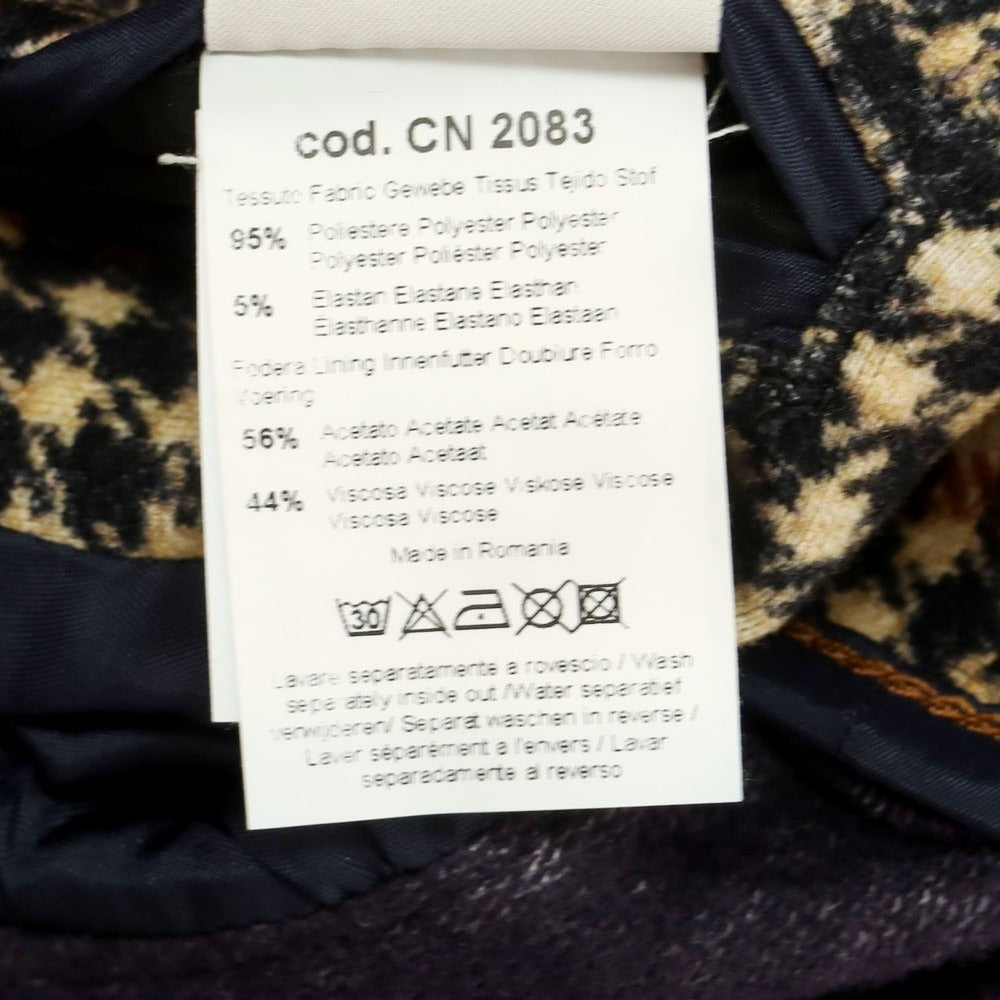 cod. CN 2083
Tessuto Fabric Gewebe Tissus Tejido Stof
95% Poliestere Polyester Polyester
Polyester Poliéster Polyester
5% Elastan Elastane Elasthan
Elasthanne Elastano Elastaan
Fodera Lining Innenfutter Doublure Forro
Voering
56% Acetato Acetate Acetat Acétate
Acetato Acetaat
44% Viscosa Viscose Viskose Viscose
Viscosa Viscose
Made in Romania
30
Lavare separatamente a rovescio / Wash
separately inside out /Water separatief
verwijderen/ Separat waschen in reverse /
Laver séparément a l'envers / Lavar
separadamente al reverso